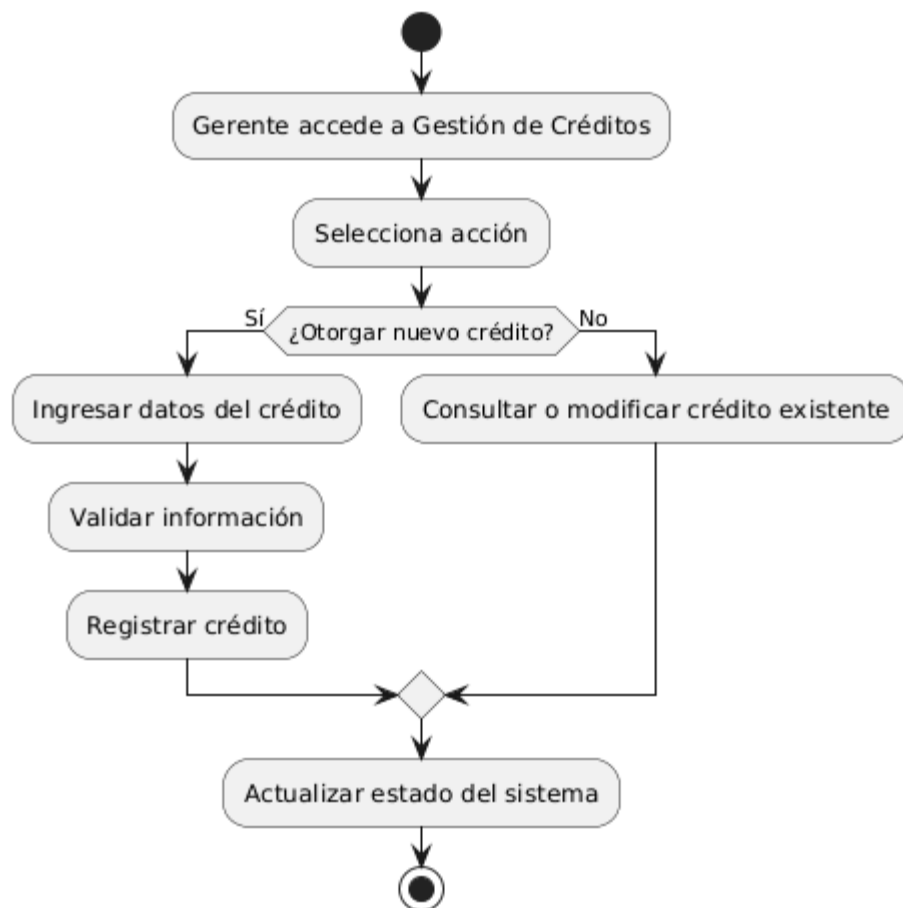 Gerente accede a Gestión de Créditos
Selecciona acción
¿Otorgar nuevo crédito?
Sí
No
Ingresar datos del crédito
Consultar o modificar crédito existente
Validar información
Registrar crédito
Actualizar estado del sistema